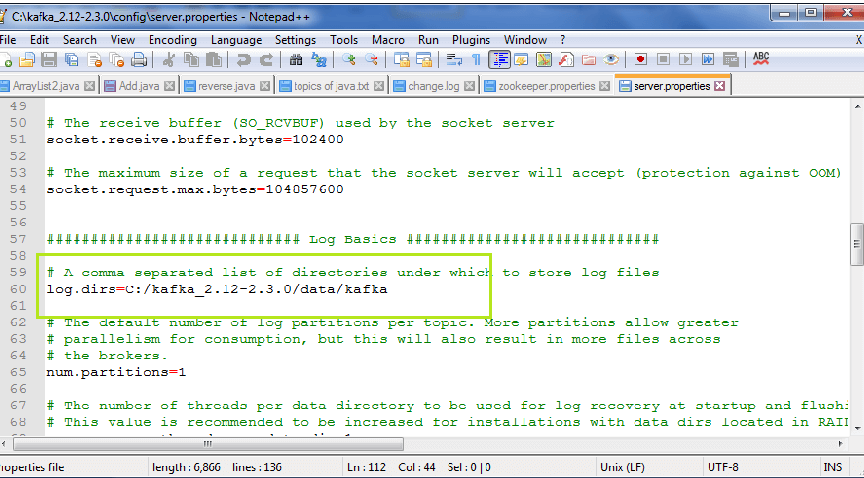 C:\kafka_2.12-2.3.0\config\server.properties - Notepad++
File Edit Search View Encoding Language Settings Tools Macro Run Plugins Window ? X
ArrayList2.java Add.java reverse.java topics of java.txt change.log zookeeper.properties server.properties
49
50 # The receive buffer (SO_RCVBUF) used by the socket server
51 socket.receive.buffer.bytes=102400
52
53 # The maximum size of a request that the socket server will accept (protection against OOM)
54 socket.request.max.bytes=104857600
55
56
57 ############################# Log Basics #############################
58
59 # A comma separated list of directories under which to store log files
60 log.dirs=C:/kafka_2.12-2.3.0/data/kafka
61
62 # The default number of log partitions per topic. More partitions allow greater
63 # parallelism for consumption, but this will also result in more files across
64 # the brokers.
65 num.partitions=1
66
67 # The number of threads per data directory to be used for log recovery at startup and flushi
68 # This value is recommended to be increased for installations with data dirs located in RAI
roperties file length : 6,866 lines : 136 Ln : 112 Col : 44 Sel : 0 | 0 Unix (LF) UTF-8 INS